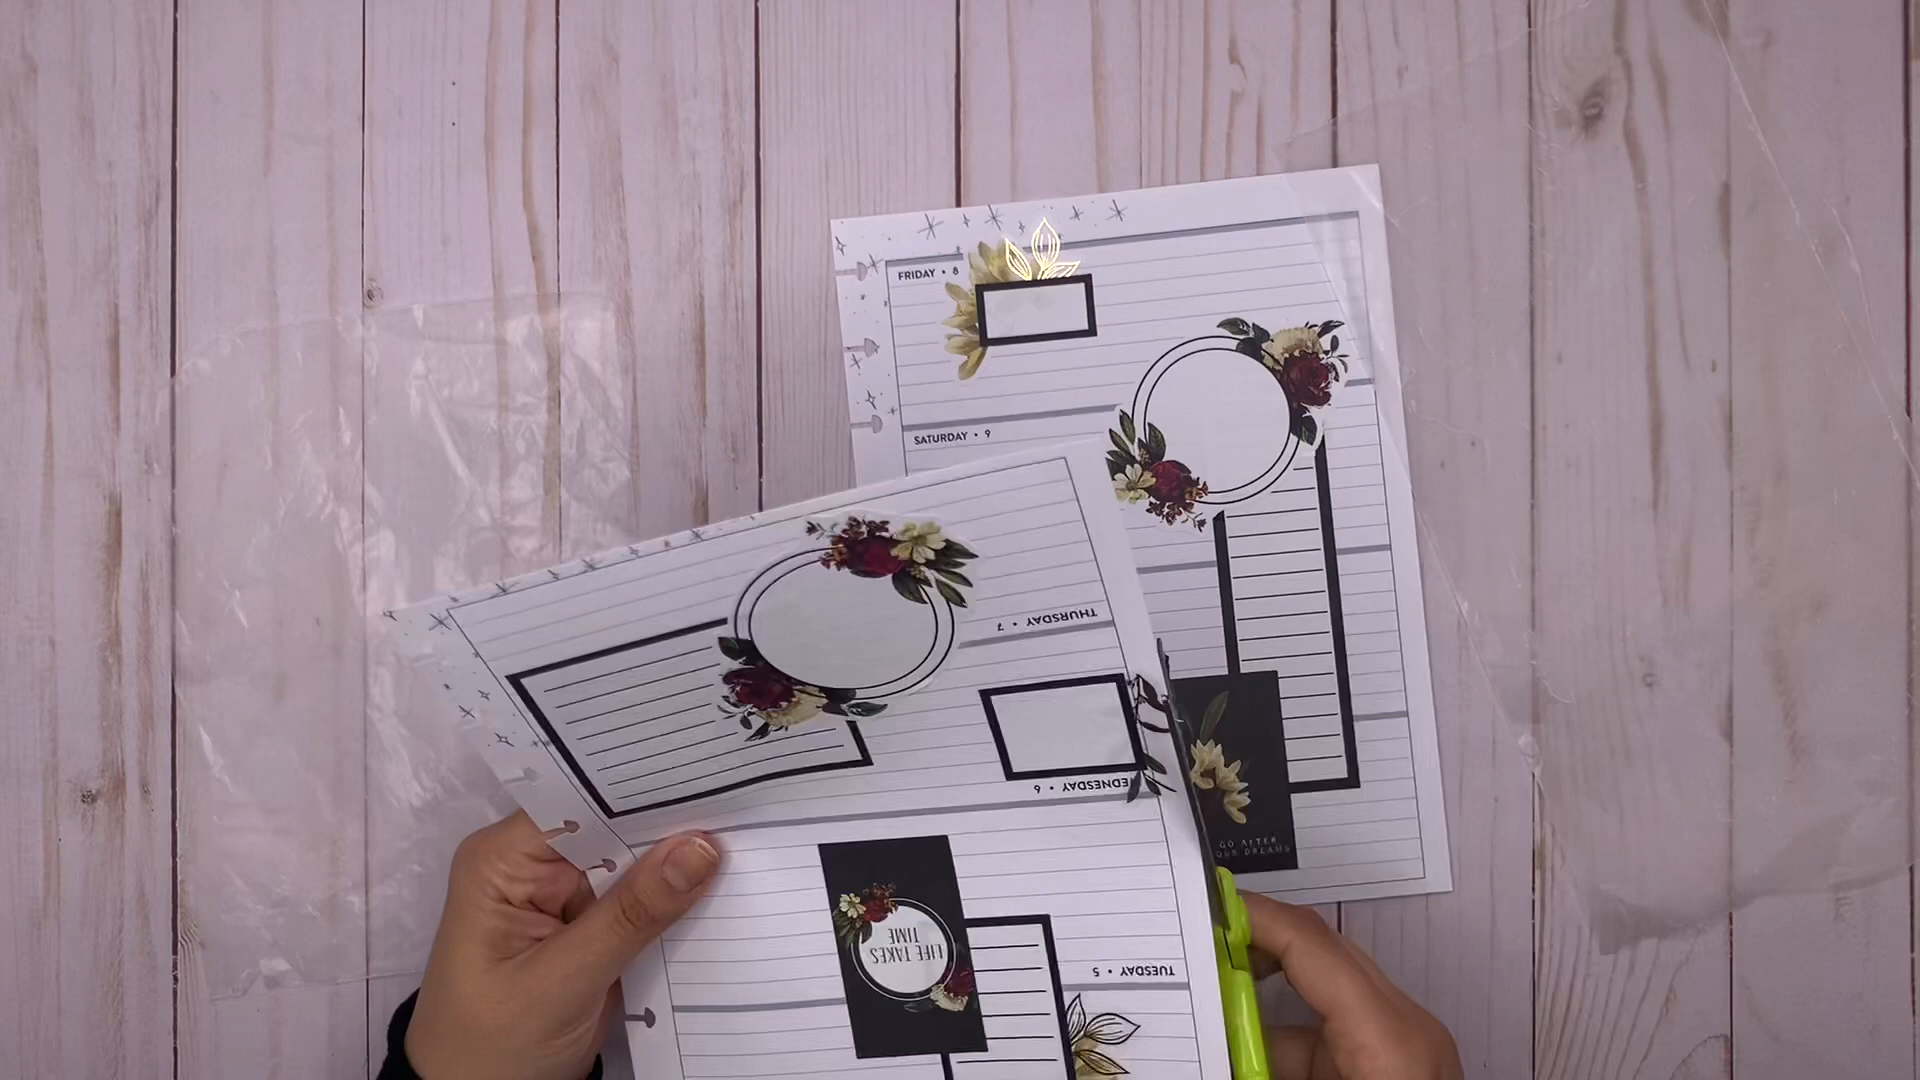 FRIDAY • 8
SATURDAY • 9
THURSDAY • 7
WEDNESDAY • 6
LIFE TAKES
TIME
TUESDAY • 5
GO AFTER
YOUR DREAMS